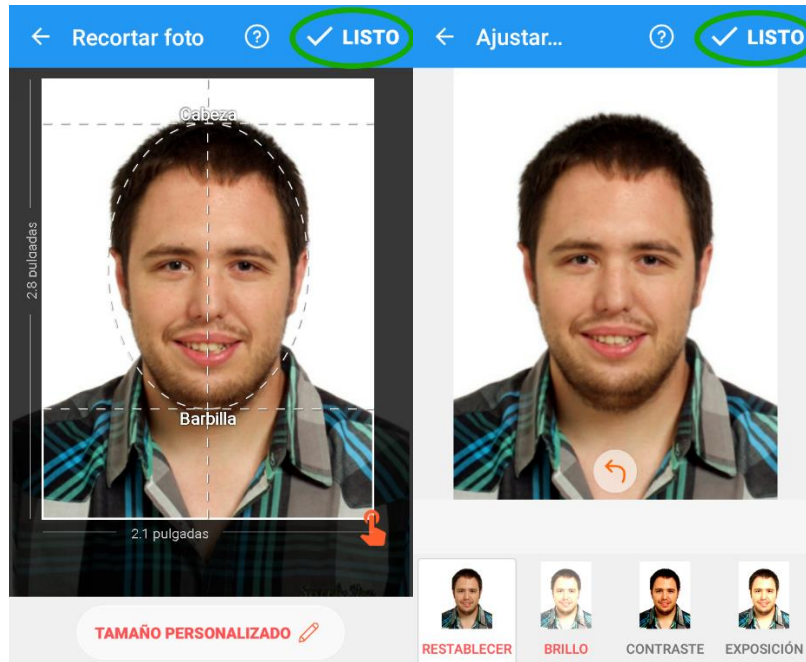 Recortar foto
?
LISTO
Cabeza
2.8 pulgadas
Barbilla
2.1 pulgadas
TAMAÑO PERSONALIZADO
Ajustar...
?
LISTO
RESTABLECER
BRILLO
CONTRASTE
EXPOSICIÓN